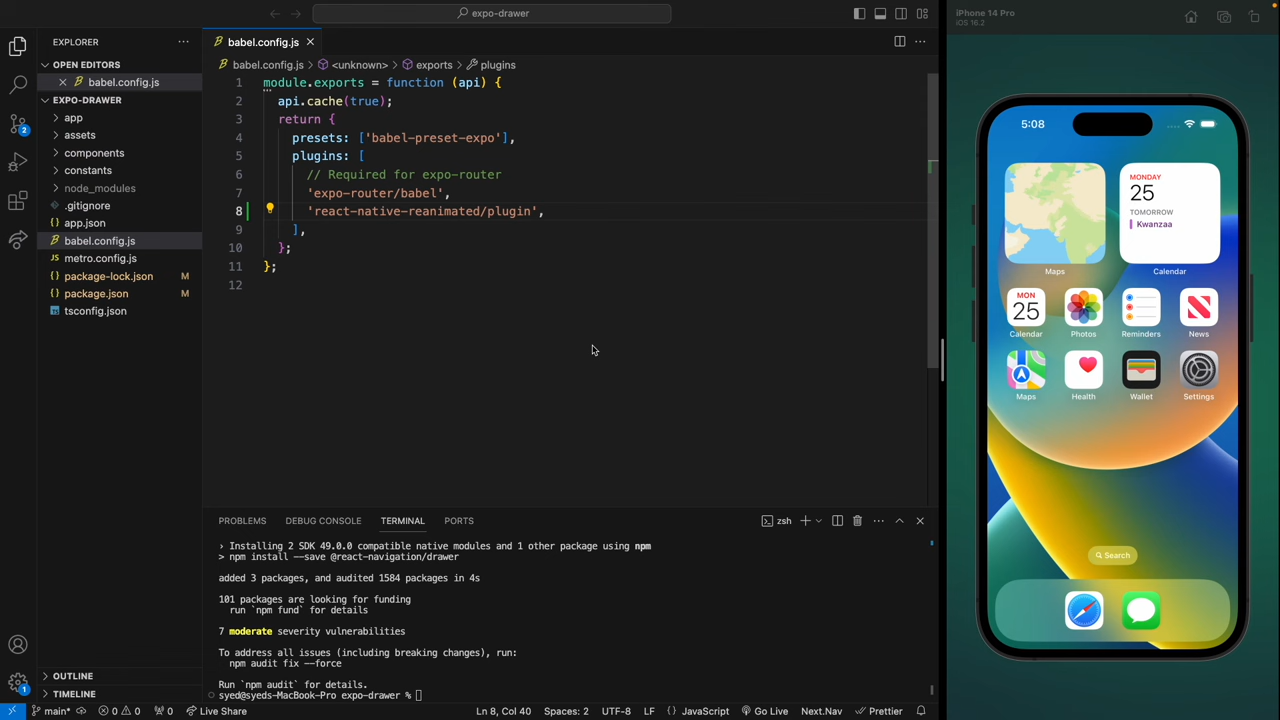 expo-drawer
iPhone 14 Pro
iOS 16.2
EXPLORER
OPEN EDITORS
babel.config.js
EXPO-DRAWER
app
assets
components
constants
node_modules
.gitignore
app.json
babel.config.js
metro.config.js
package-lock.json M
package.json M
tsconfig.json
OUTLINE
TIMELINE
2
1
babel.config.js
babel.config.js > <unknown> > exports > plugins
1 module.exports = function (api) {
2 api.cache(true);
3 return {
4 presets: ['babel-preset-expo'],
5 plugins: [
6 // Required for expo-router
7 'expo-router/babel',
8 'react-native-reanimated/plugin',
9 ],
10 };
11 };
12
PROBLEMS DEBUG CONSOLE TERMINAL PORTS
zsh
› Installing 2 SDK 49.0.0 compatible native modules and 1 other package using npm
> npm install --save @react-navigation/drawer
added 3 packages, and audited 1584 packages in 4s
101 packages are looking for funding
run `npm fund` for details
7 moderate severity vulnerabilities
To address all issues (including breaking changes), run:
npm audit fix --force
Run `npm audit` for details.
syed@syeds-MacBook-Pro expo-drawer %
main* 0 0 0 Live Share
Ln 8, Col 40 Spaces: 2 UTF-8 LF JavaScript Go Live Next.Nav Prettier
5:08
MONDAY
25
TOMORROW
Kwanzaa
Maps Calendar
MON
25
Calendar Photos Reminders News
Maps Health Wallet Settings
Search